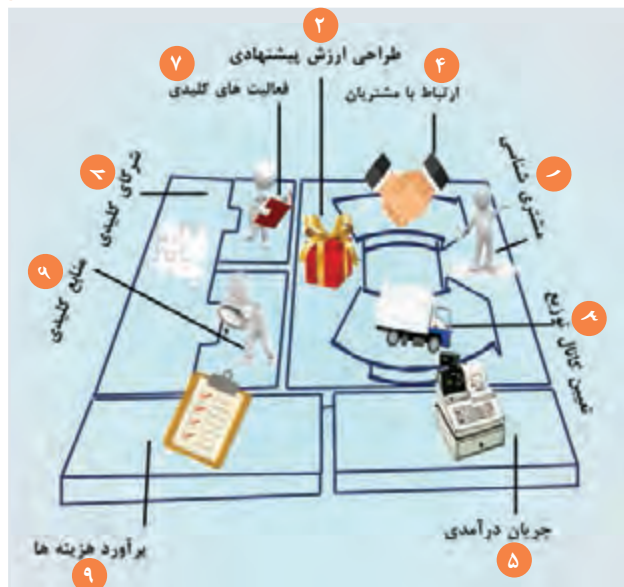 ۲
طراحی ارزش پیشنهادی
۷
فعالیت های کلیدی
۴
ارتباط با مشتریان
۱
مشتری شناسی
۸
شرکای کلیدی
۶
منابع کلیدی
۳
تعیین کانال توزیع
جریان درآمدی
۵
برآورد هزینه ها
۹